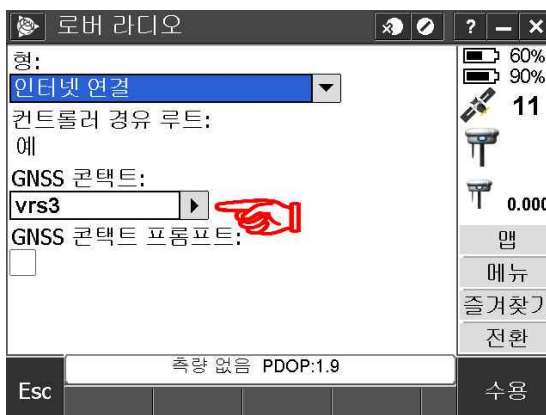 로버 라디오
? – X
형:
60%
90%
인터넷 연결
11
컨트롤러 경유 루트:
예
GNSS 콘택트:
vrs3
0.000
GNSS 콘택트 프롬프트:
맵
메뉴
즐겨찾기
전환
측량 없음 PDOP:1.9
Esc
수용